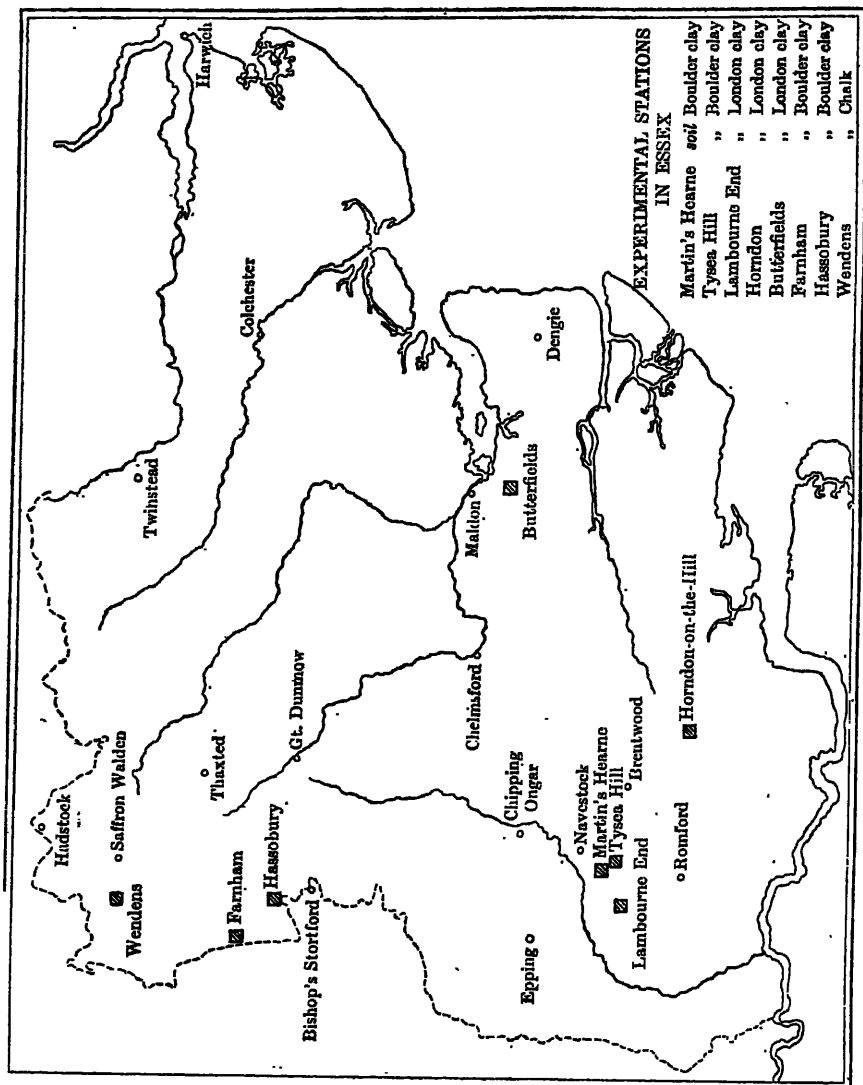 Harwich
Colchester
Twinstead
Dengie
Maldon
Butterfields
Hadstock
Saffron Walden
Wendens
Thaxted
Gt. Dunmow
Farnham
Hassobury
Bishop's Stortford
Chelmsford
Chipping
Ongar
Epping
Navestock
Martin's Hearne
Tysea Hill
Brentwood
Lambourne End
Romford
Horndon-on-the-Hill
EXPERIMENTAL STATIONS
IN ESSEX
Martin's Hearne soil Boulder clay
Tysea Hill „ Boulder clay
Lambourne End „ London clay
Horndon „ London clay
Butterfields „ London clay
Farnham „ Boulder clay
Hassobury „ Boulder clay
Wendens „ Chalk